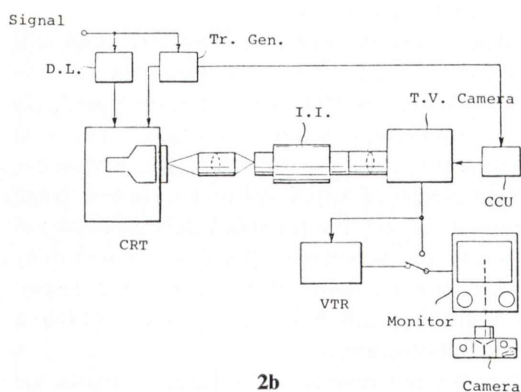 Signal
Tr. Gen.
D.L.
T.V. Camera
I.I.
CCU
CRT
VTR
Monitor
2b
Camera